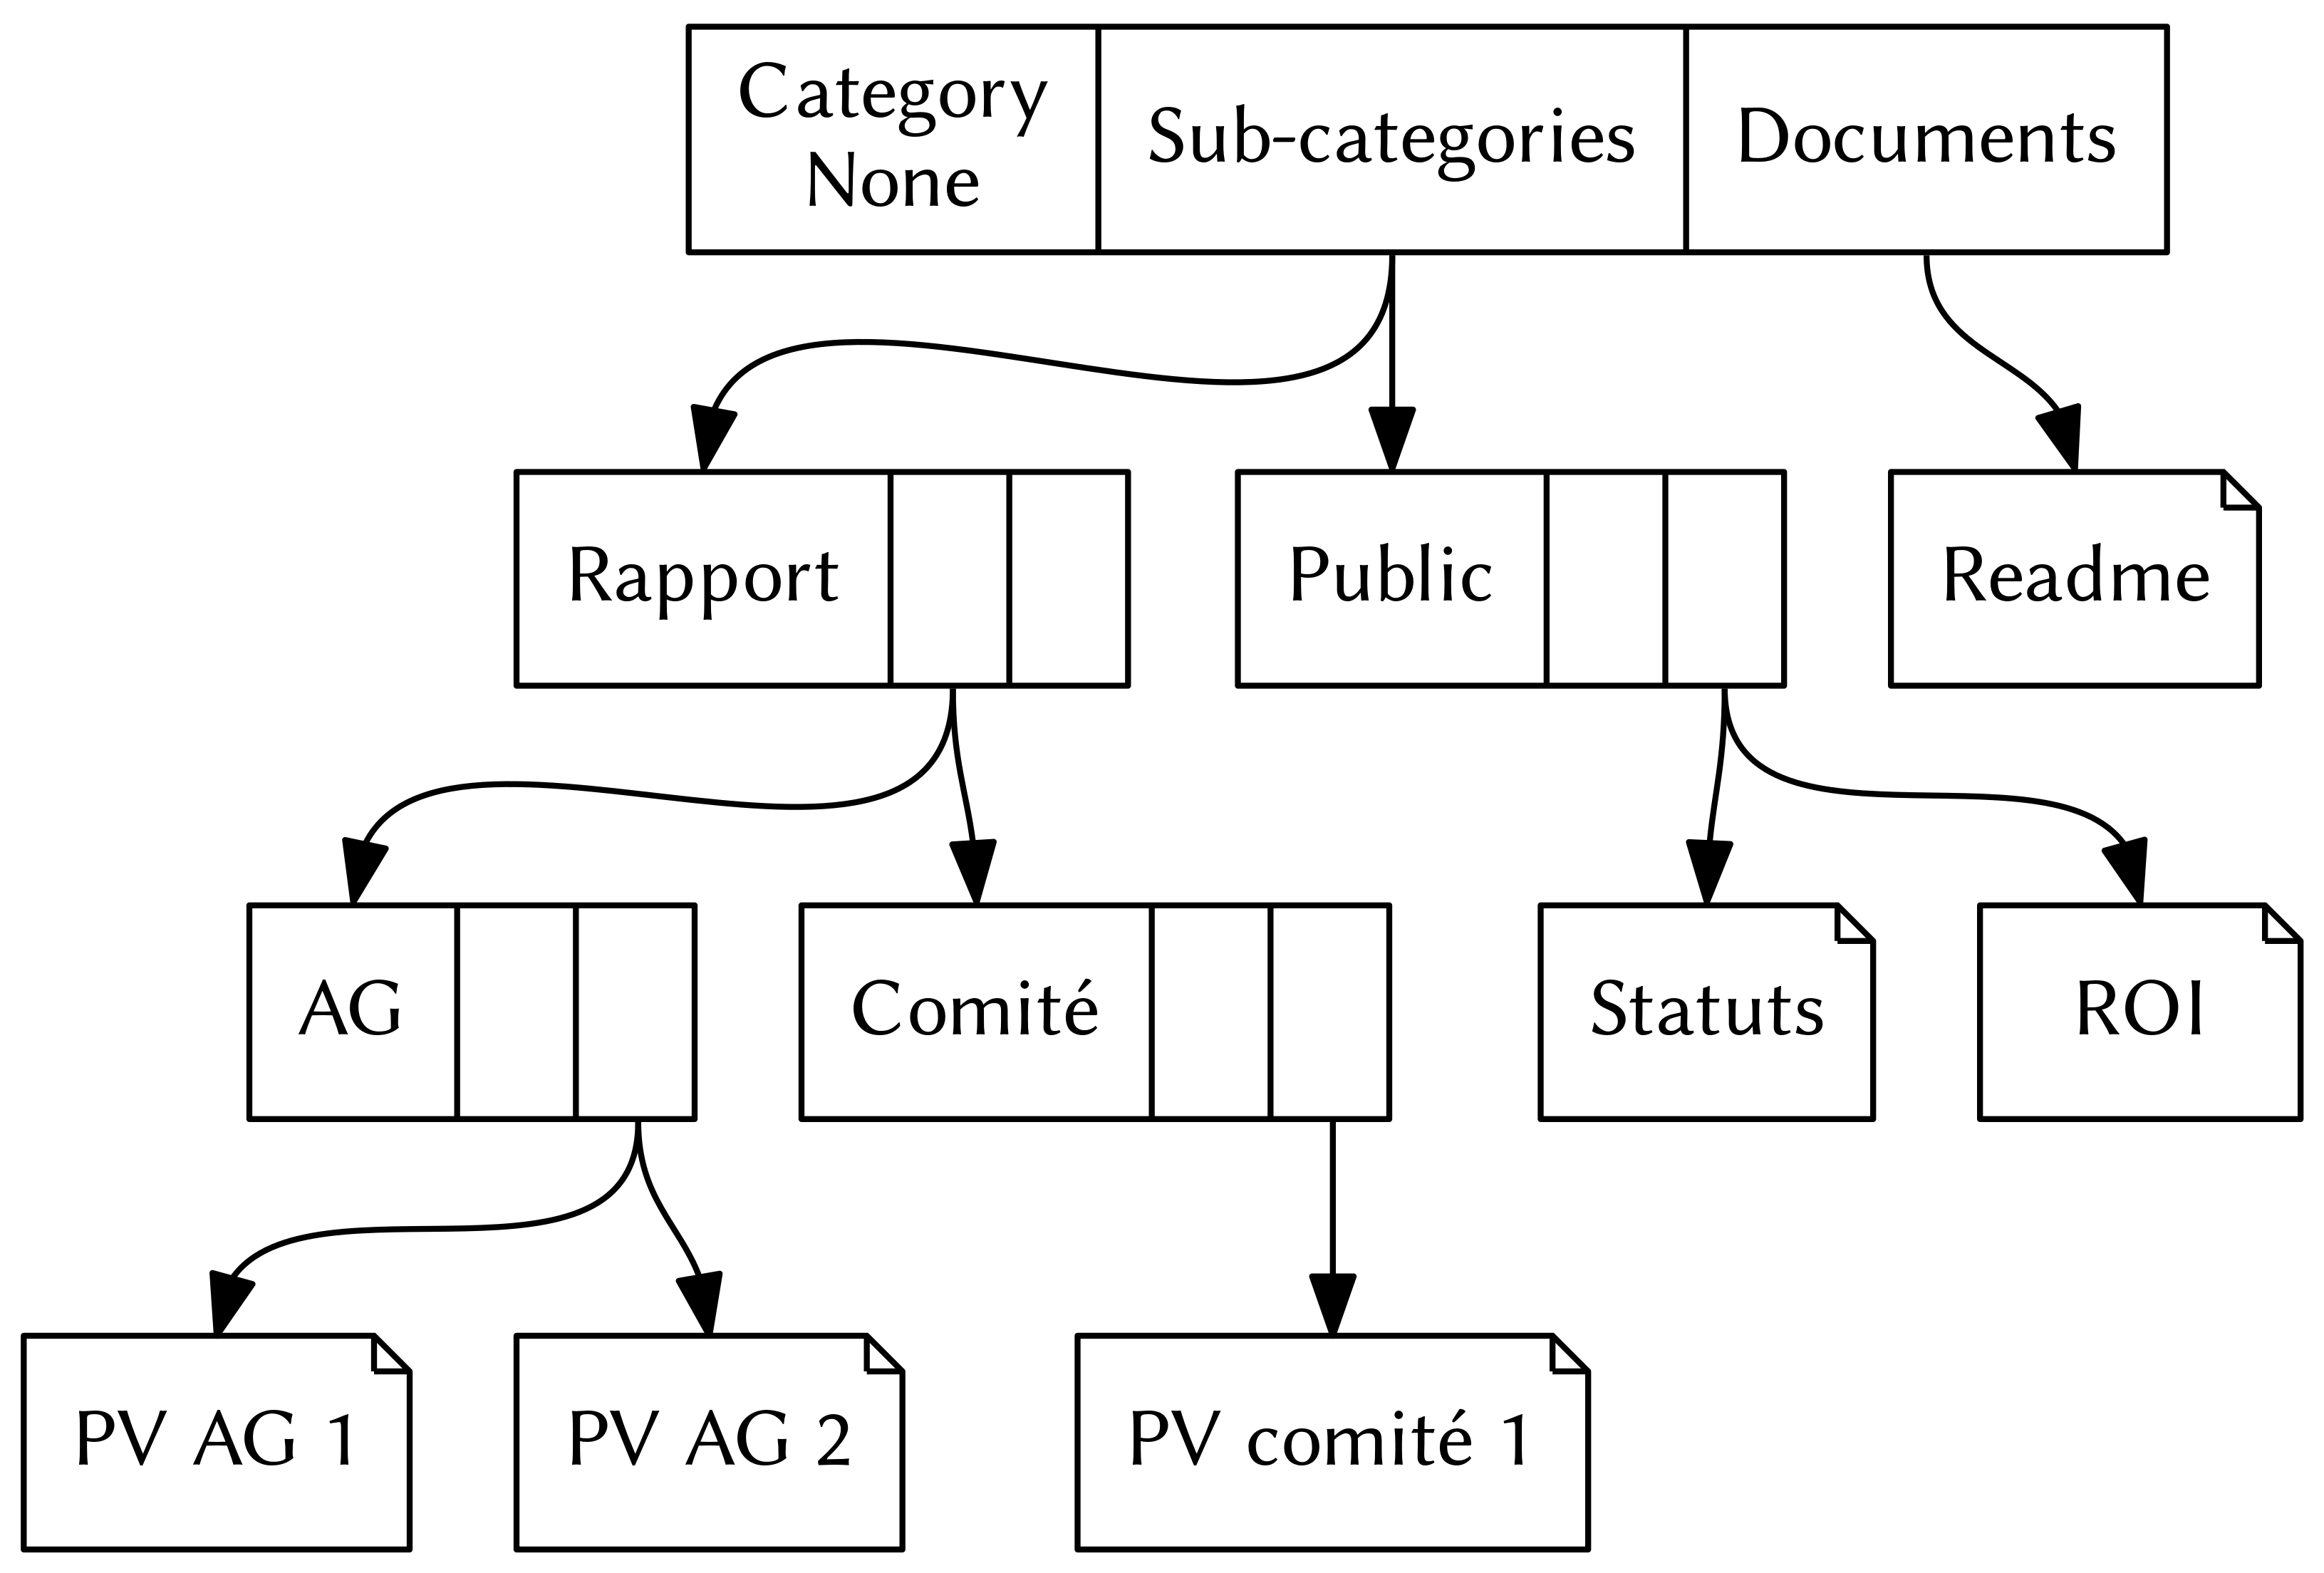 Category
None
Sub-categories
Documents
Rapport
Public
Readme
AG
Comité
Statuts
ROI
PV AG 1
PV AG 2
PV comité 1